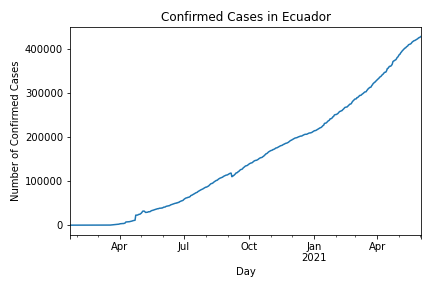 Confirmed Cases in Ecuador
400000
300000
200000
100000
0
Number of Confirmed Cases
Apr Jul Oct Jan Apr
2021
Day